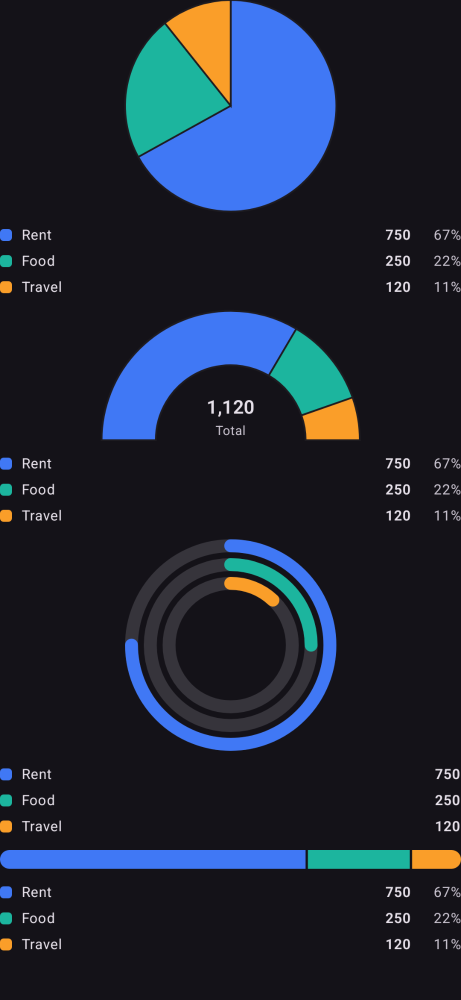 Rent 750 67%
Food 250 22%
Travel 120 11%
1,120
Total
Rent 750 67%
Food 250 22%
Travel 120 11%
Rent 750
Food 250
Travel 120
Rent 750 67%
Food 250 22%
Travel 120 11%